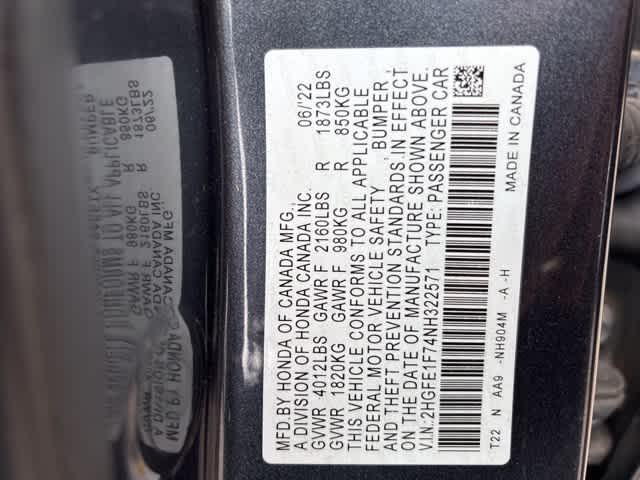 MFD.BY HONDA OF CANADA MFG., 06/'22
A DIVISION OF HONDA CANADA INC.
GVWR 4012LBS GAWR F 2160LBS R 1873LBS
GVWR 1820KG GAWR F 980KG R 850KG
THIS VEHICLE CONFORMS TO ALL APPLICABLE
FEDERAL MOTOR VEHICLE SAFETY, BUMPER,
AND THEFT PREVENTION STANDARDS IN EFFECT
ON THE DATE OF MANUFACTURE SHOWN ABOVE.
V.I.N.: 2HGFE1F74NH322571 TYPE: PASSENGER CAR
T22 N AA9 -NH904M -A -H MADE IN CANADA